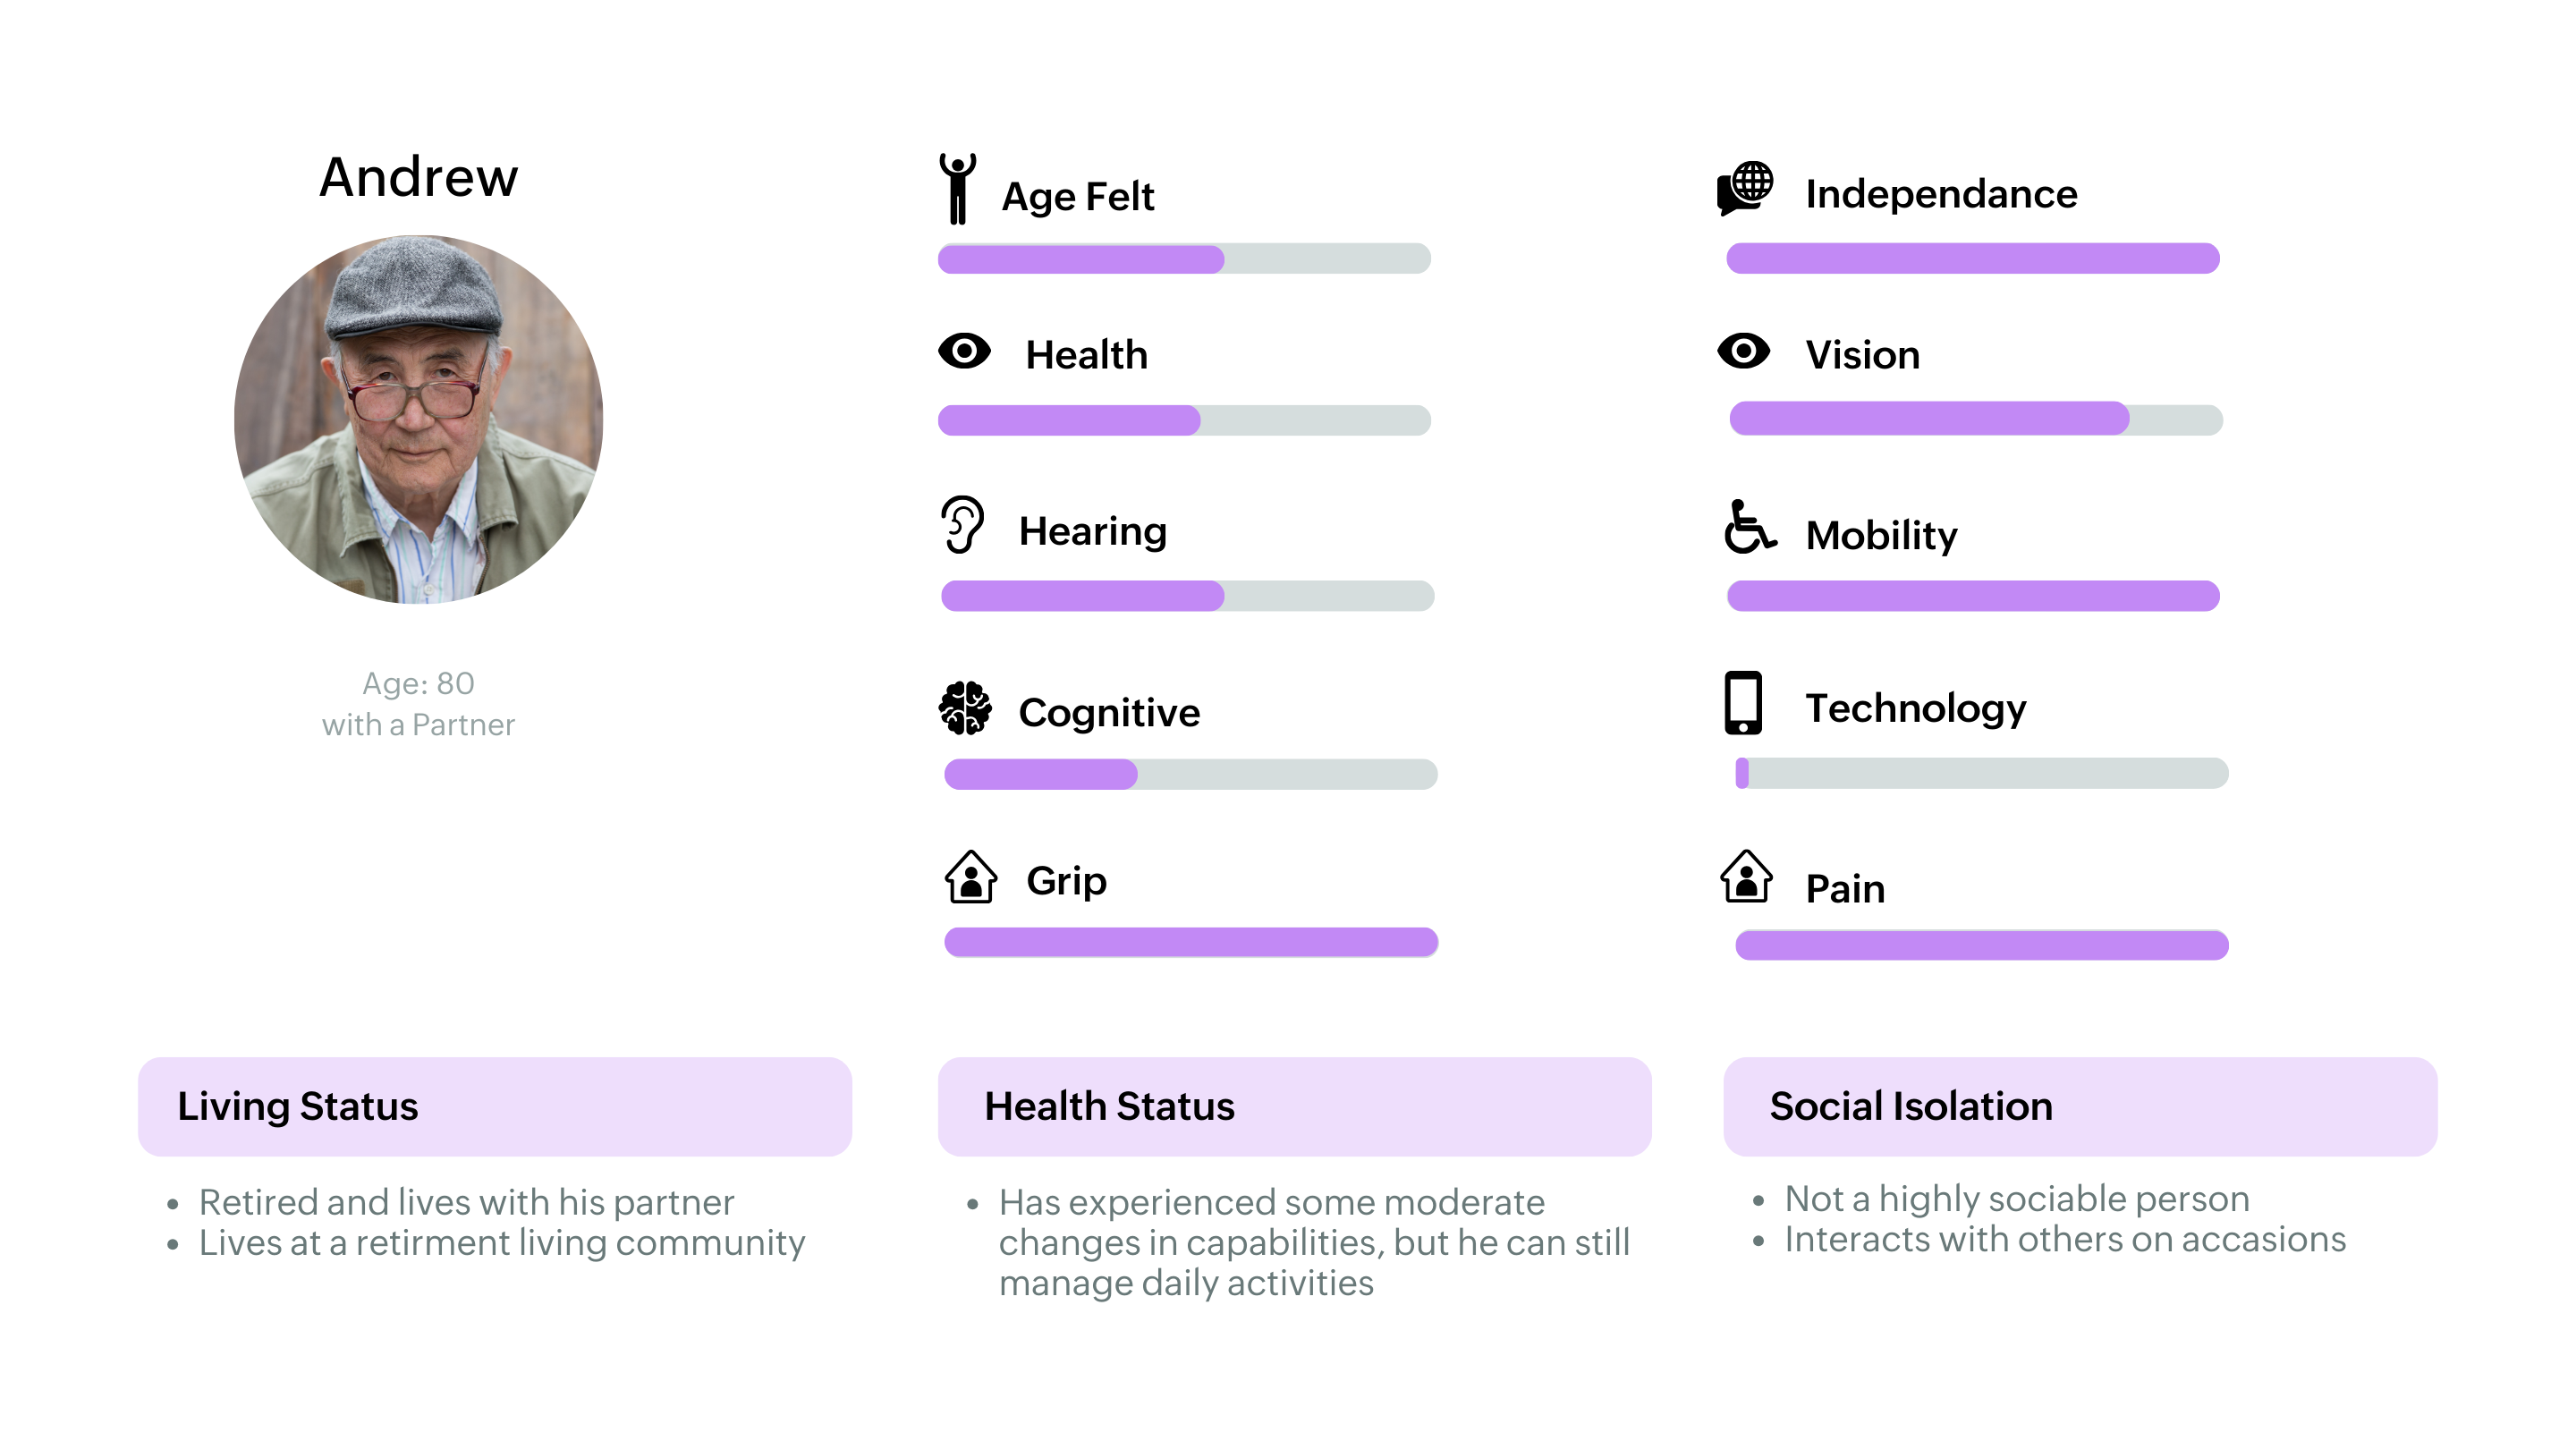 Andrew
Age: 80
with a Partner
Age Felt
Health
Hearing
Cognitive
Grip
Independance
Vision
Mobility
Technology
Pain
Living Status
• Retired and lives with his partner
• Lives at a retirment living community
Health Status
• Has experienced some moderate
changes in capabilities, but he can still
manage daily activities
Social Isolation
• Not a highly sociable person
• Interacts with others on accasions